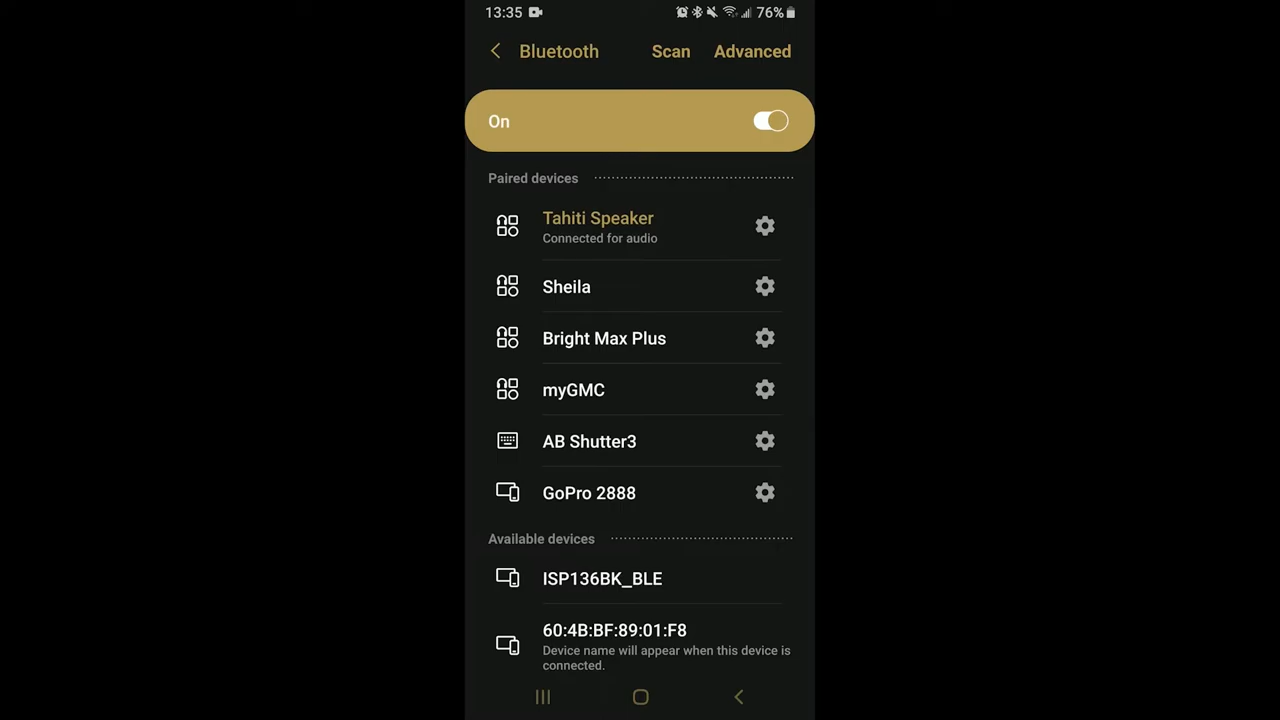 13:35 76%
Bluetooth Scan Advanced
On
Paired devices
Tahiti Speaker
Connected for audio
Sheila
Bright Max Plus
myGMC
AB Shutter3
GoPro 2888
Available devices
ISP136BK_BLE
60:4B:BF:89:01:F8
Device name will appear when this device is
connected.